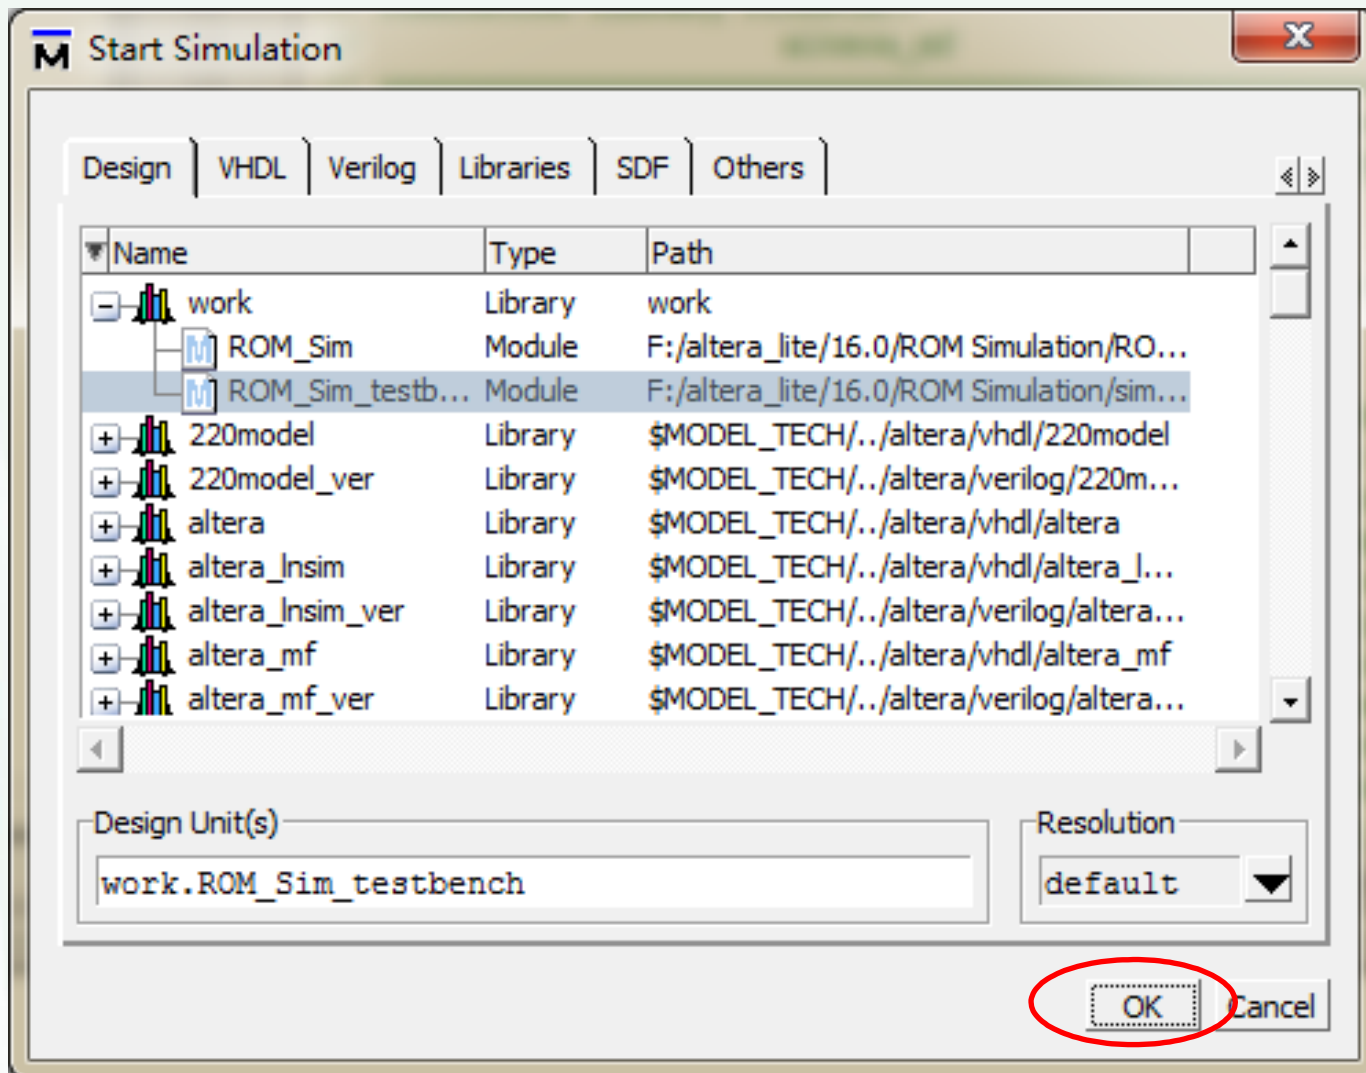 Start Simulation
Design VHDL Verilog Libraries SDF Others
Name Type Path
work Library work
ROM_Sim Module F:/altera_lite/16.0/ROM Simulation/RO...
ROM_Sim_testb... Module F:/altera_lite/16.0/ROM Simulation/sim...
220model Library $MODEL_TECH/../altera/vhdl/220model
220model_ver Library $MODEL_TECH/../altera/verilog/220m...
altera Library $MODEL_TECH/../altera/vhdl/altera
altera_lnsim Library $MODEL_TECH/../altera/vhdl/altera_l...
altera_lnsim_ver Library $MODEL_TECH/../altera/verilog/altera...
altera_mf Library $MODEL_TECH/../altera/vhdl/altera_mf
altera_mf_ver Library $MODEL_TECH/../altera/verilog/altera...
Design Unit(s) Resolution
work.ROM_Sim_testbench default
OK Cancel